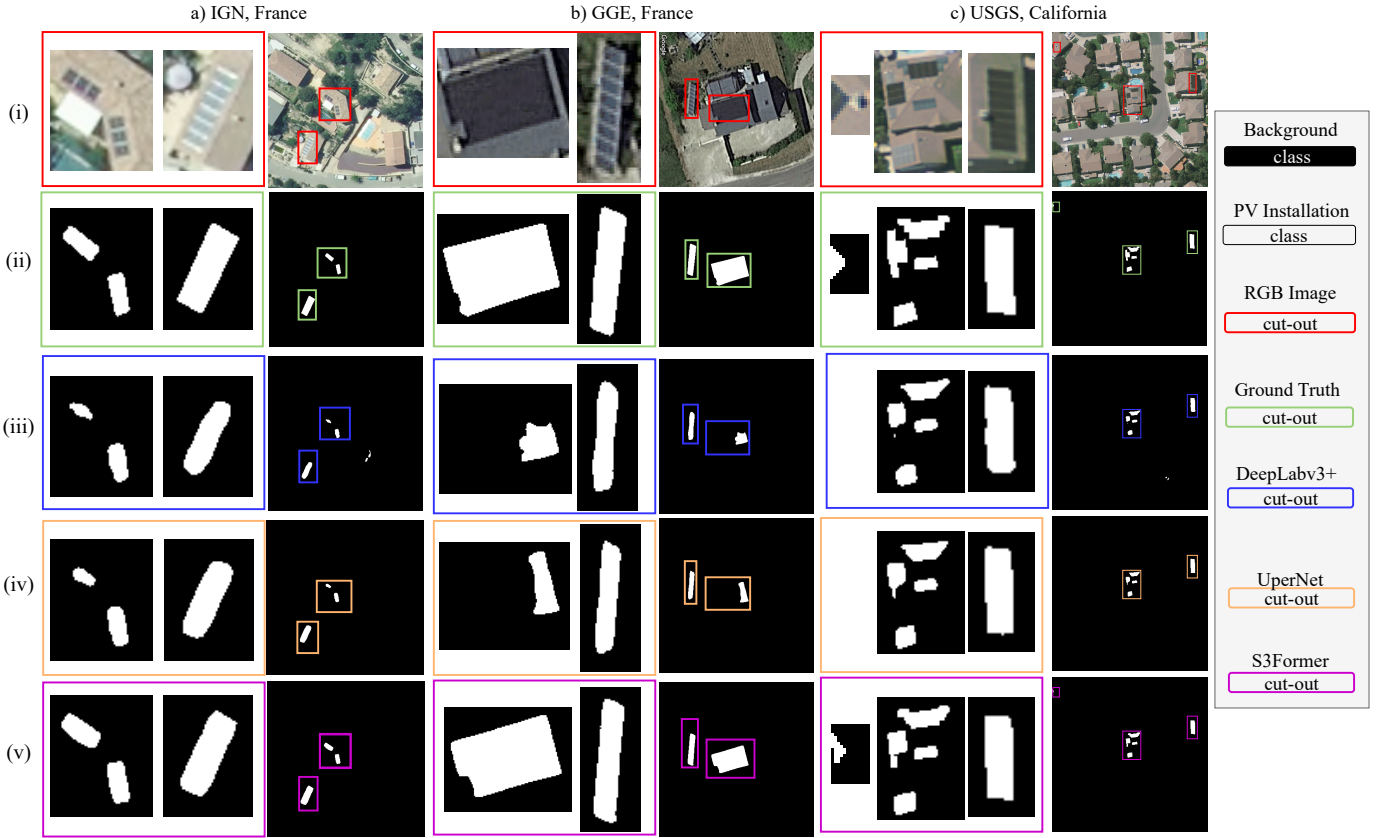 a) IGN, France
b) GGE, France
c) USGS, California
(i)
Google
(ii)
(iii)
(iv)
(v)
Background
class
PV Installation
class
RGB Image
cut-out
Ground Truth
cut-out
DeepLabv3+
cut-out
UperNet
cut-out
S3Former
cut-out